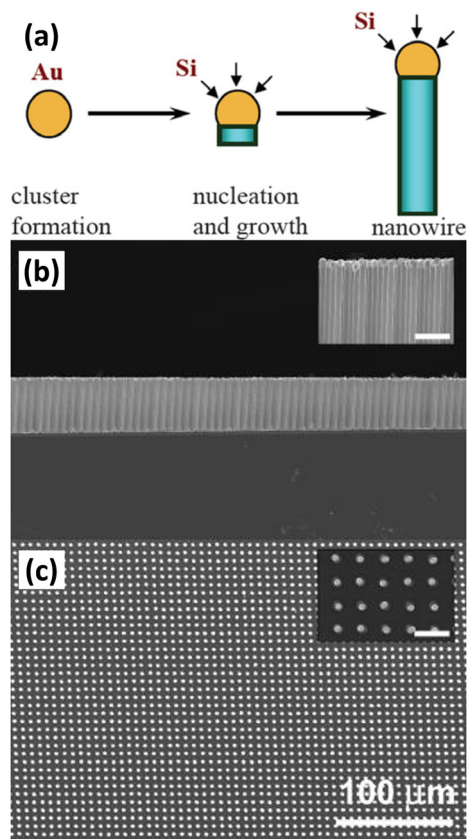 (a)
Au
Si
Si
cluster
formation
nucleation
and growth
nanowire
(b)
(c)
100 μm